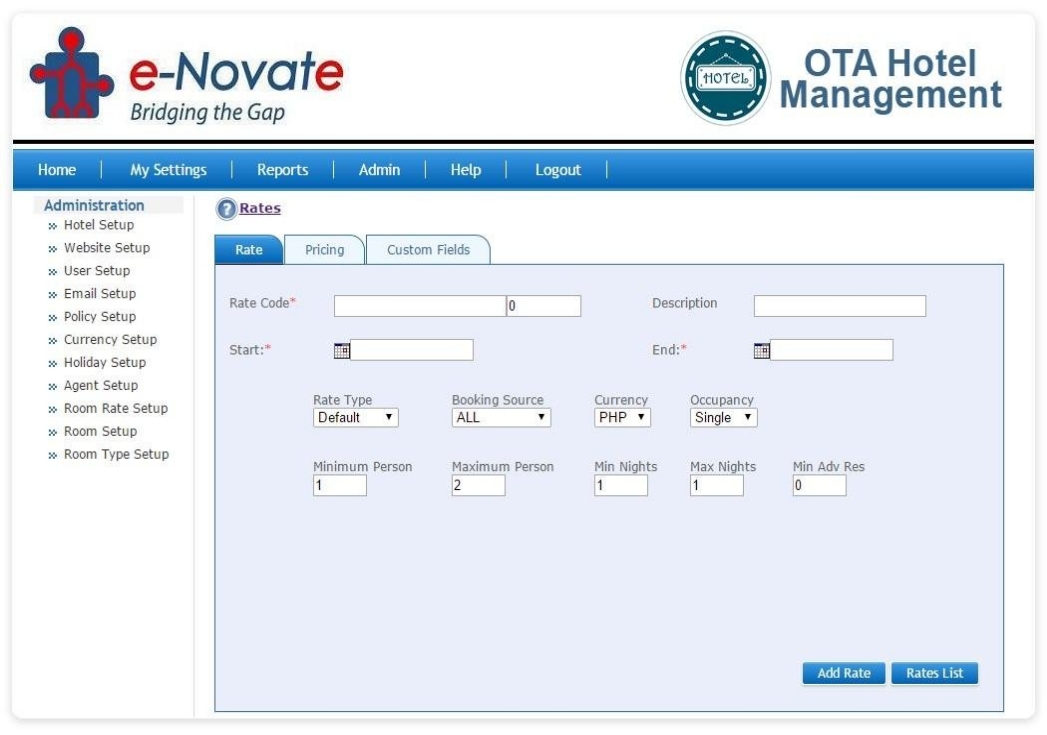 e-Novate
Bridging the Gap
HOTEL
OTA Hotel
Management
Home My Settings Reports Admin Help Logout
Administration
Hotel Setup
Website Setup
User Setup
Email Setup
Policy Setup
Currency Setup
Holiday Setup
Agent Setup
Room Rate Setup
Room Setup
Room Type Setup
? Rates
Rate Pricing Custom Fields
Rate Code* 0 Description
Start:* End:*
Rate Type Booking Source Currency Occupancy
Default ALL PHP Single
Minimum Person Maximum Person Min Nights Max Nights Min Adv Res
1 2 1 1 0
Add Rate Rates List